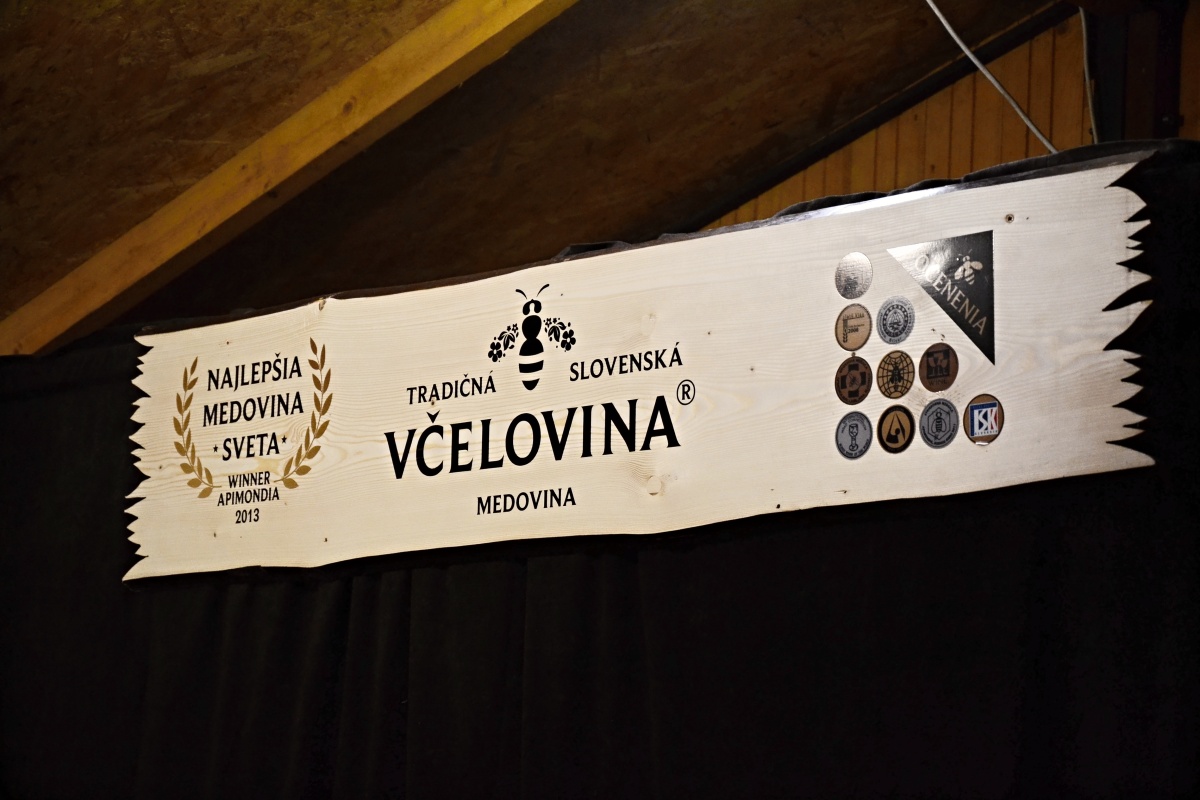 NAJLEPŠIA
MEDOVINA
SVETA
WINNER
APIMONDIA
2013
TRADIČNÁ SLOVENSKÁ
VČELOVINA®
MEDOVINA
OCENENIA